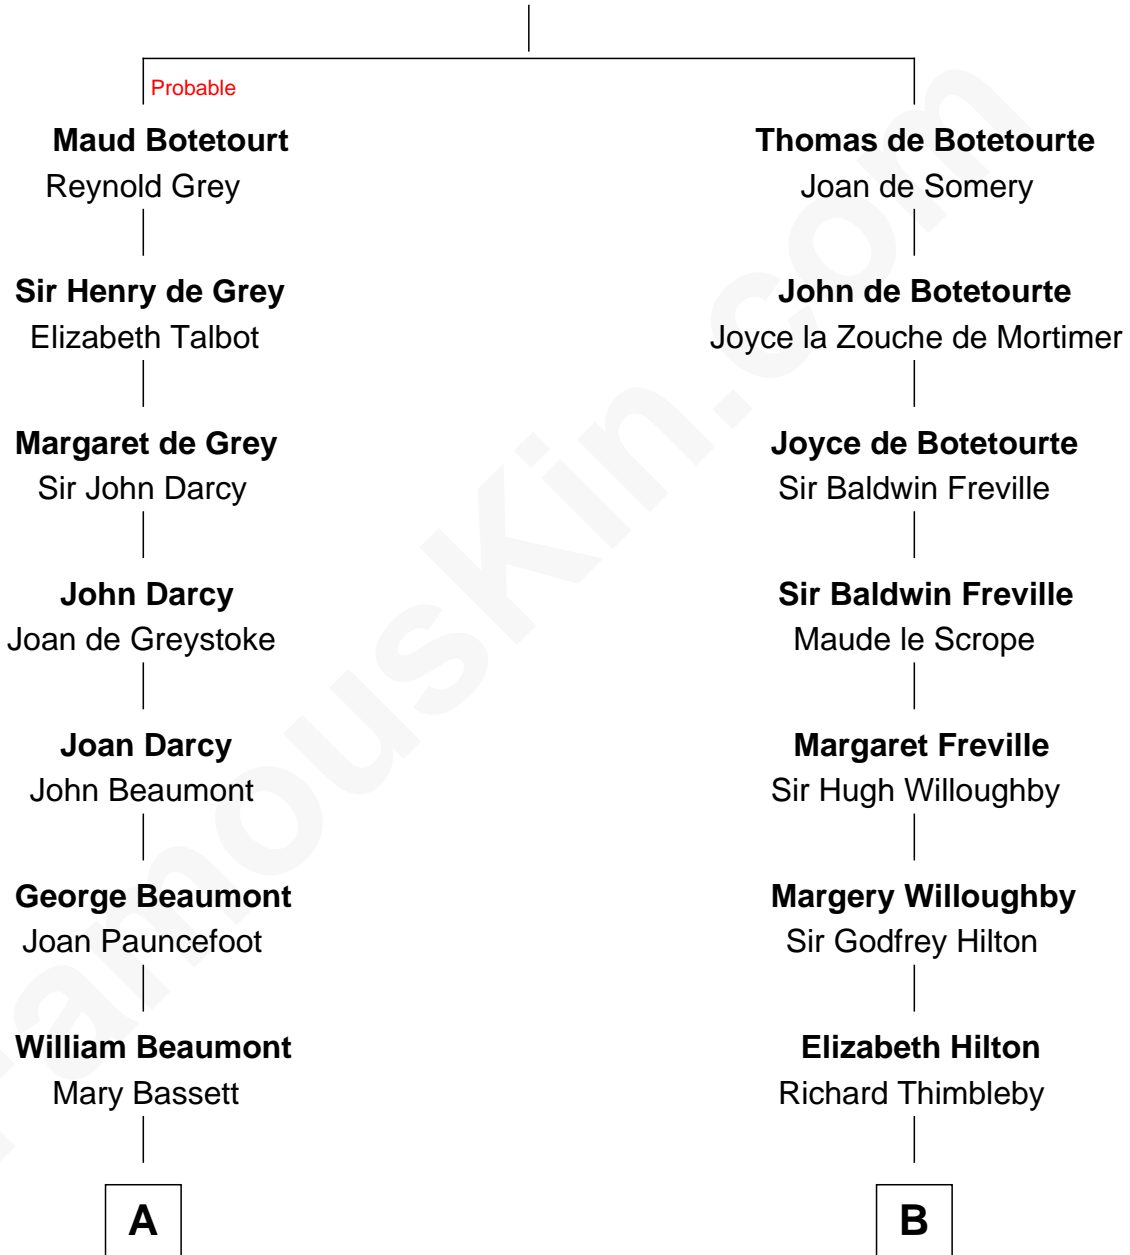 Probable
Maud Botetourt
Reynold Grey
Sir Henry de Grey
Elizabeth Talbot
Margaret de Grey
Sir John Darcy
John Darcy
Joan de Greystoke
Joan Darcy
John Beaumont
George Beaumont
Joan Pauncefoot
William Beaumont
Mary Bassett
A
Thomas de Botetourte
Joan de Somery
John de Botetourte
Joyce la Zouche de Mortimer
Joyce de Botetourte
Sir Baldwin Freville
Sir Baldwin Freville
Maude le Scrope
Margaret Freville
Sir Hugh Willoughby
Margery Willoughby
Sir Godfrey Hilton
Elizabeth Hilton
Richard Thimbleby
B
FamousKin.com